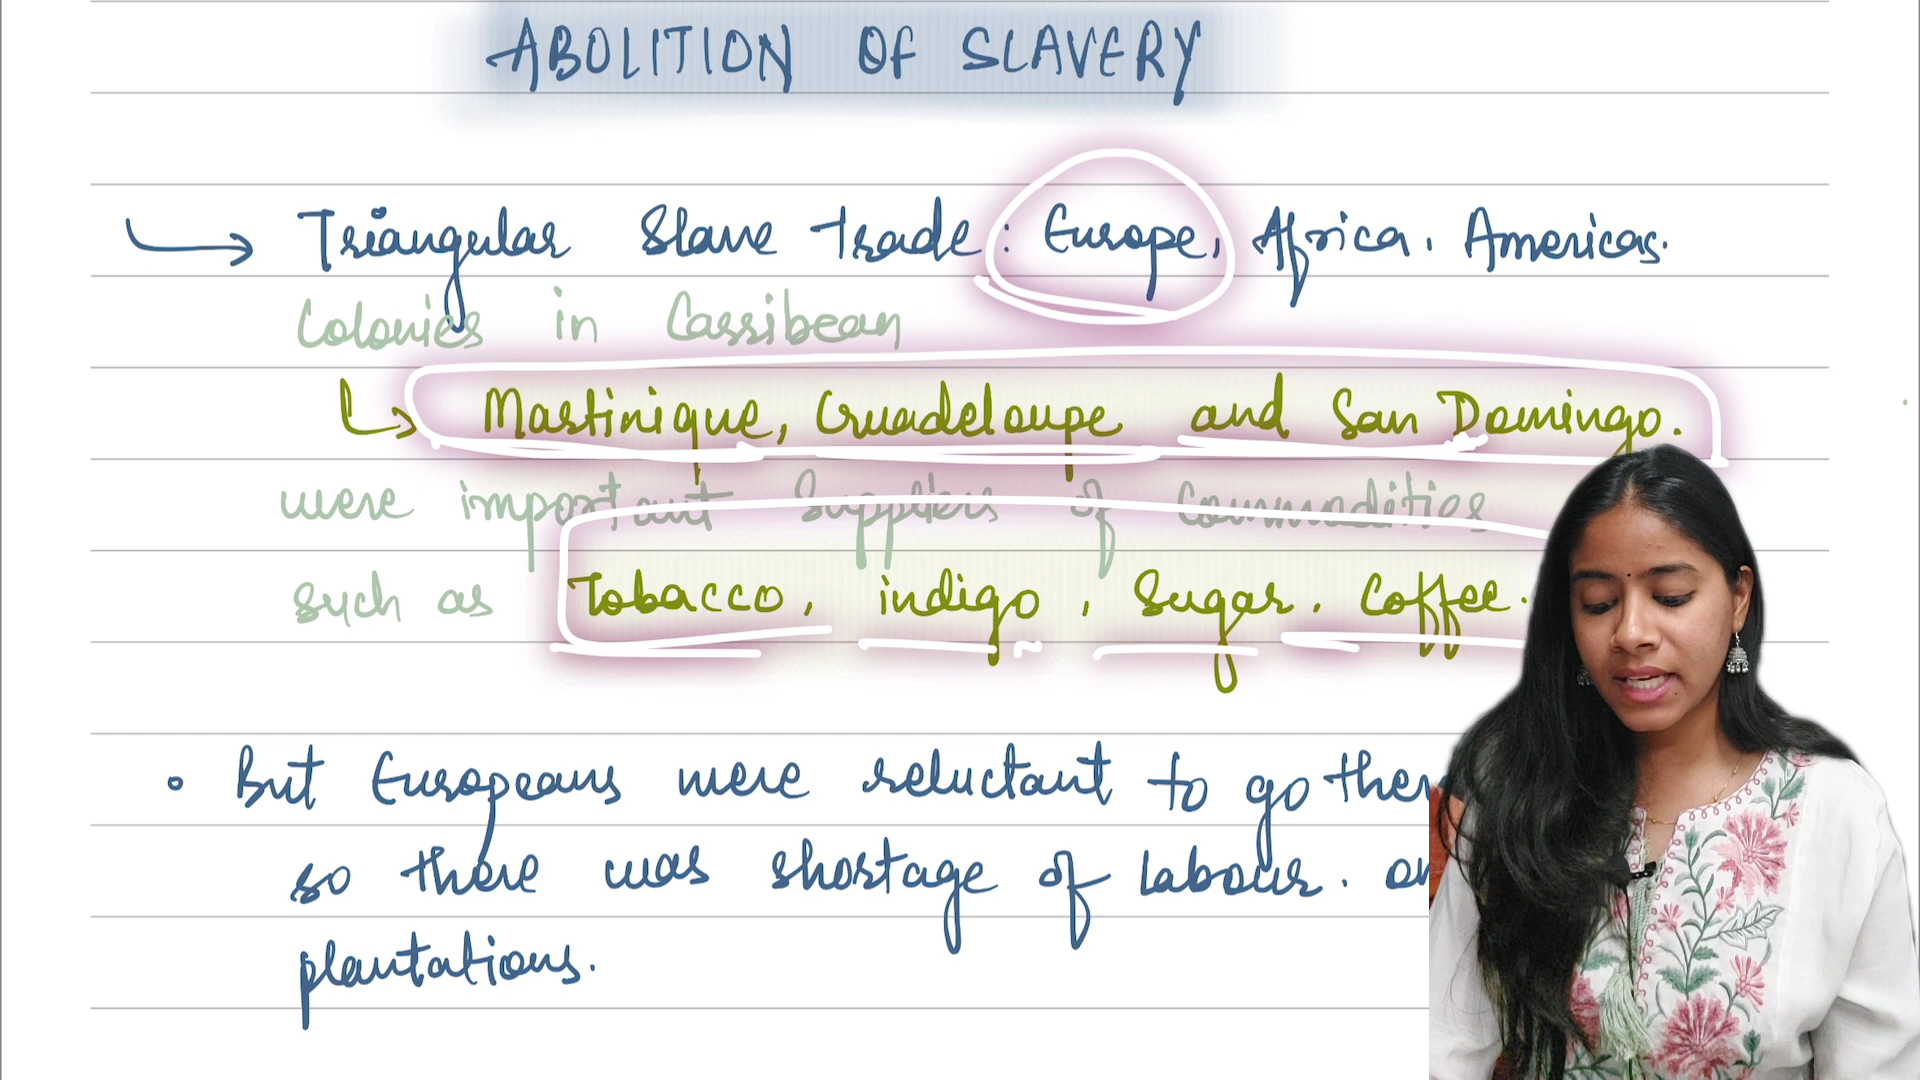 ABOLITION OF SLAVERY
Triangular Slave trade: Europe, Africa, Americas.
Colonies in Carribean
Martinique, Guadeloupe and San Domingo.
were important suppliers of commodities
such as Tobacco, indigo, Sugar, Coffee.
But Europeans were reluctant to go
so there was shortage of labour.
plantations.